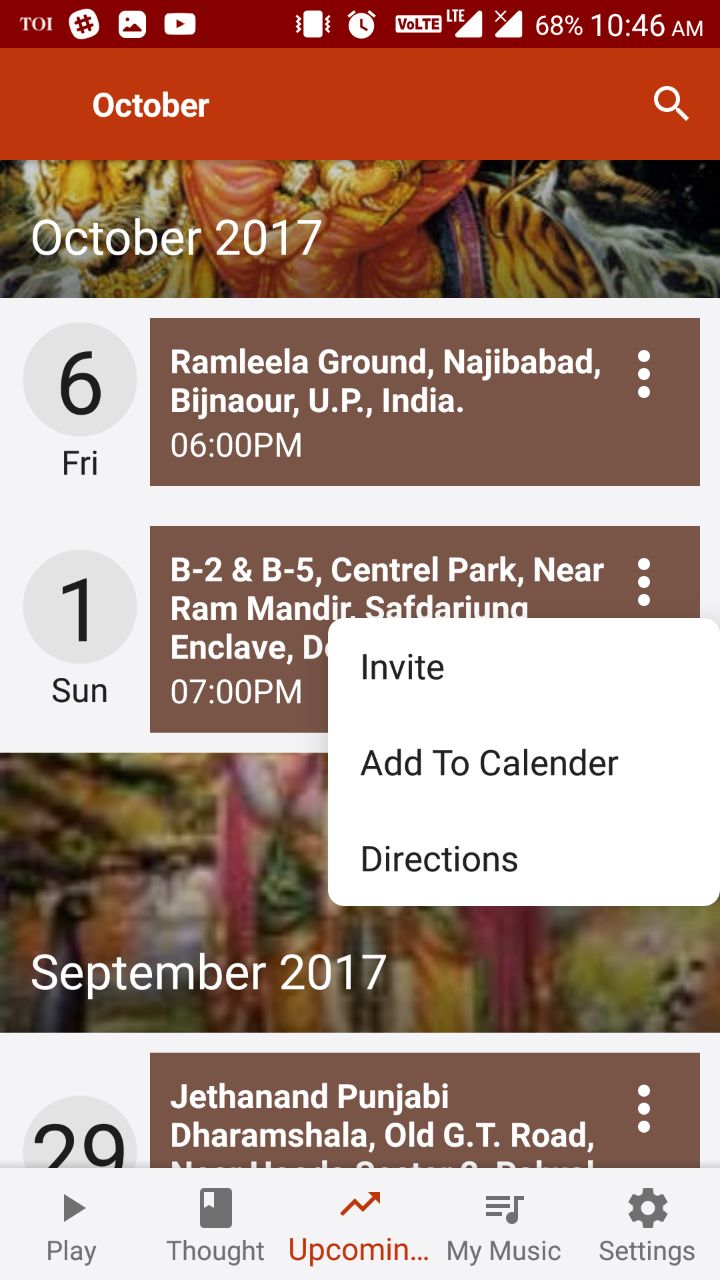 TOI VoLTE LTE 68% 10:46 AM
October
October 2017
6
Fri
Ramleela Ground, Najibabad,
Bijnaour, U.P., India.
06:00PM
1
Sun
B-2 & B-5, Centrel Park, Near
Ram Mandir, Safdarjung
Enclave,
07:00PM
Invite
Add To Calender
Directions
September 2017
29
Jethanand Punjabi
Dharamshala, Old G.T. Road,
Play
Thought
Upcomin...
My Music
Settings